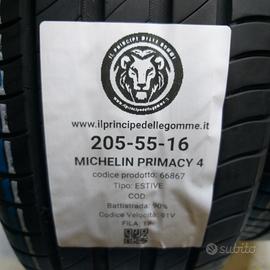 IL PRINCIPE DELLE GOMME
www.ilprincipedellegomme.it
205-55-16
MICHELIN PRIMACY 4
codice prodotto: 66867
Tipo: ESTIVE
COD.
Battistrada: 90%
Codice Velocità: 91V
FILA:
subito